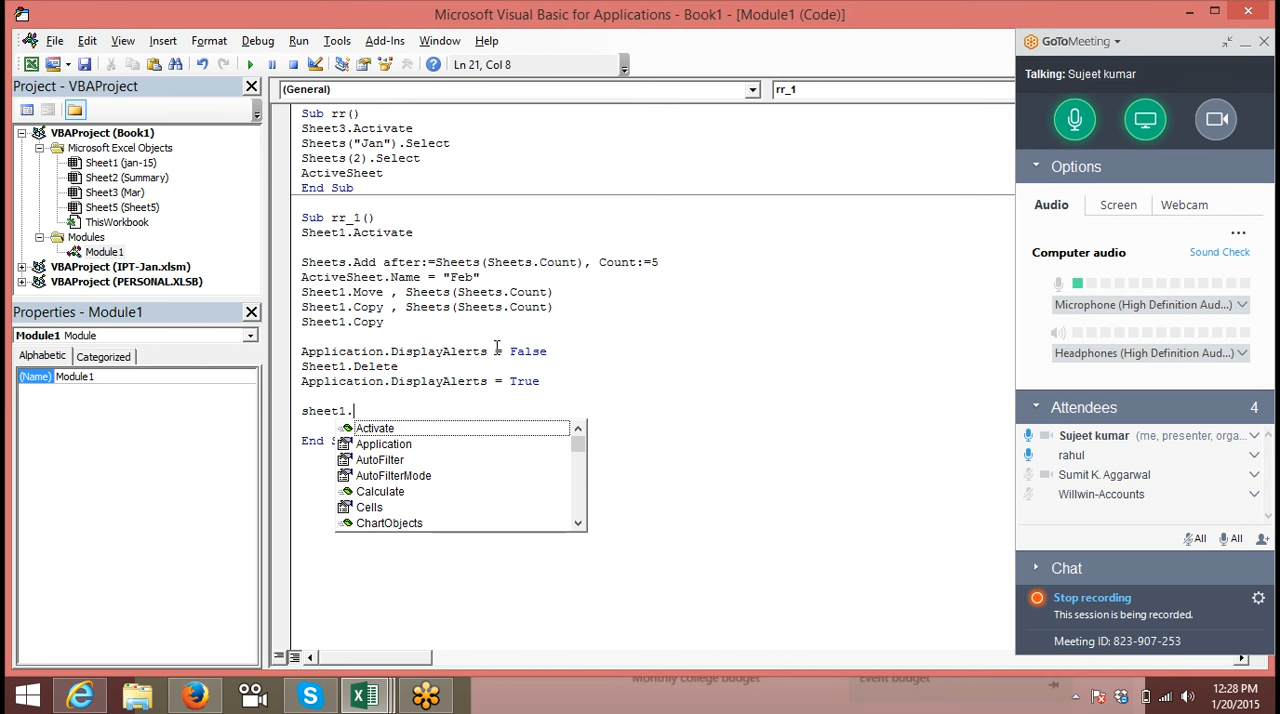 Microsoft Visual Basic for Applications - Book1 - [Module1 (Code)]
File Edit View Insert Format Debug Run Tools Add-Ins Window Help
Ln 21, Col 8
Project - VBAProject
VBAProject (Book1)
Microsoft Excel Objects
Sheet1 (jan-15)
Sheet2 (Summary)
Sheet3 (Mar)
Sheet5 (Sheet5)
ThisWorkbook
Modules
Module1
VBAProject (IPT-Jan.xlsm)
VBAProject (PERSONAL.XLSB)
Properties - Module1
Module1 Module
Alphabetic Categorized
(Name) Module1
(General) rr_1
Sub rr()
Sheet3.Activate
Sheets("Jan").Select
Sheets(2).Select
ActiveSheet
End Sub
Sub rr_1()
Sheet1.Activate
Sheets.Add after:=Sheets(Sheets.Count), Count:=5
ActiveSheet.Name = "Feb"
Sheet1.Move , Sheets(Sheets.Count)
Sheet1.Copy , Sheets(Sheets.Count)
Sheet1.Copy
Application.DisplayAlerts = False
Sheet1.Delete
Application.DisplayAlerts = True
sheet1.
End S
Activate
Application
AutoFilter
AutoFilterMode
Calculate
Cells
ChartObjects
GoToMeeting
Talking: Sujeet kumar
Options
Audio Screen Webcam
Computer audio Sound Check
Microphone (High Definition Aud...)
Headphones (High Definition Aud...)
Attendees 4
Sujeet kumar (me, presenter, orga...
rahul
Sumit K. Aggarwal
Willwin-Accounts
All All
Chat
Stop recording
This session is being recorded.
Meeting ID: 823-907-253
Monthly college budget Event budget
12:28 PM
1/20/2015